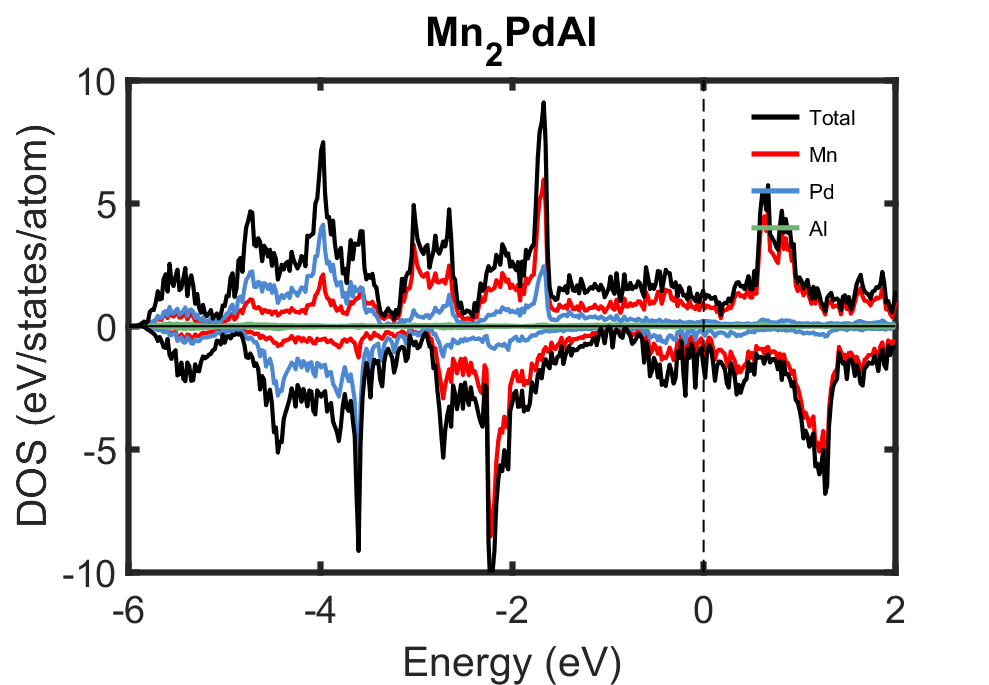 Mn2PdAl
10
5
0
-5
-10
DOS (eV/states/atom)
Total
Mn
Pd
Al
-6
-4
-2
0
2
Energy (eV)